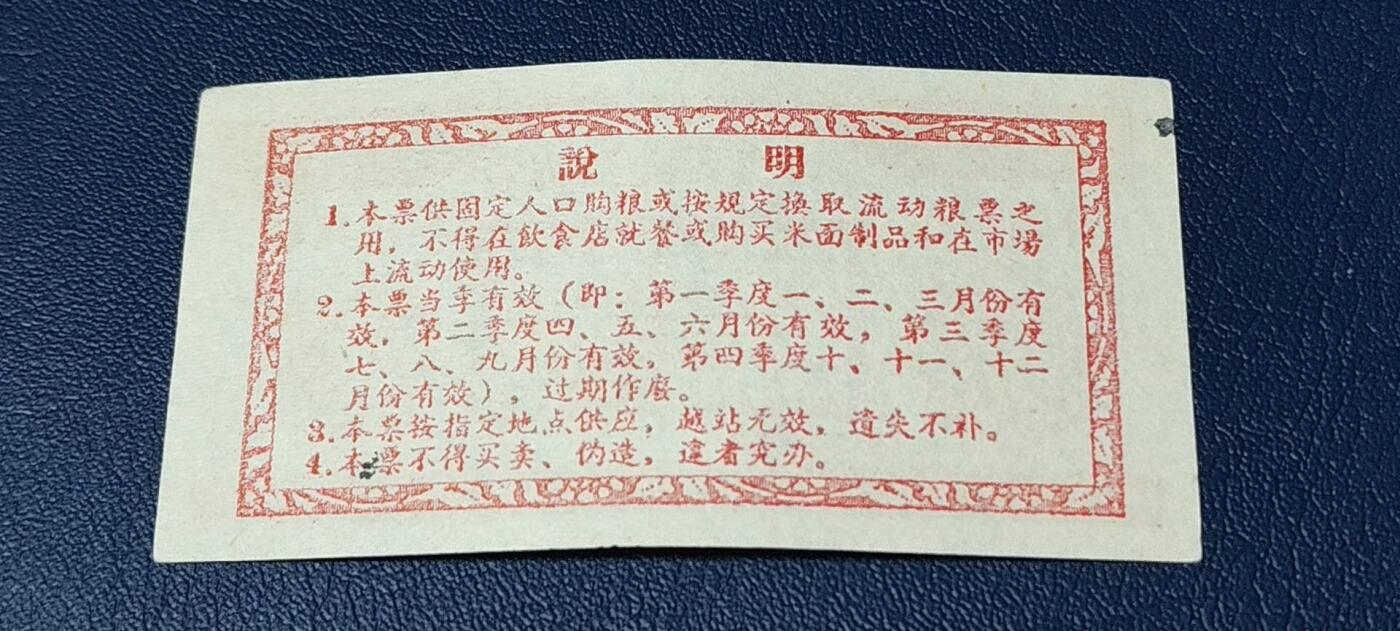 說 明
1.本票供固定人口购粮或按規定換取流动粮票之
用，不得在飲食店就餐或购买米面制品和在市場
上流动使用。
2.本票当季有效（即：第一季度一、二、三月份有
效，第二季度四、五、六月份有效，第三季度
七、八、九月份有效，第四季度十、十一、十二
月份有效），过期作廢。
3.本票按指定地点供应，越站无效，遺失不补。
4.本票不得买卖、伪造，違者究办。